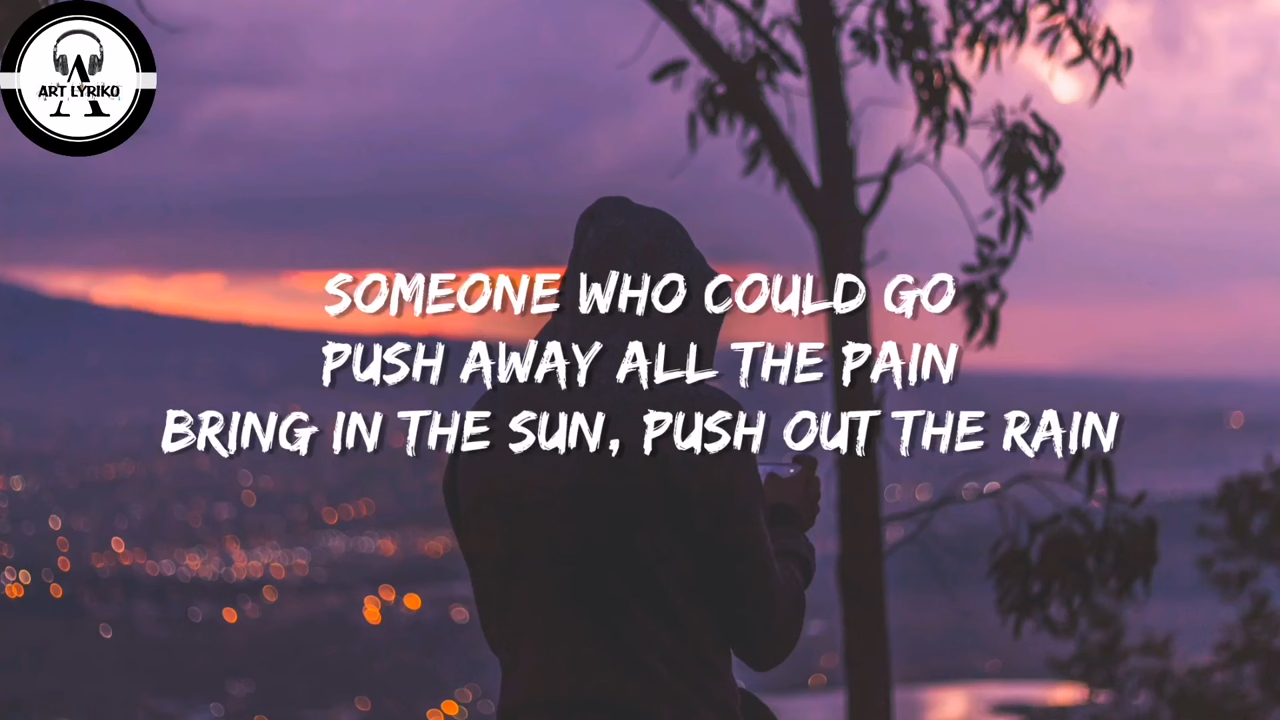 ART LYRIKO
SOMEONE WHO COULD GO
PUSH AWAY ALL THE PAIN
BRING IN THE SUN, PUSH OUT THE RAIN